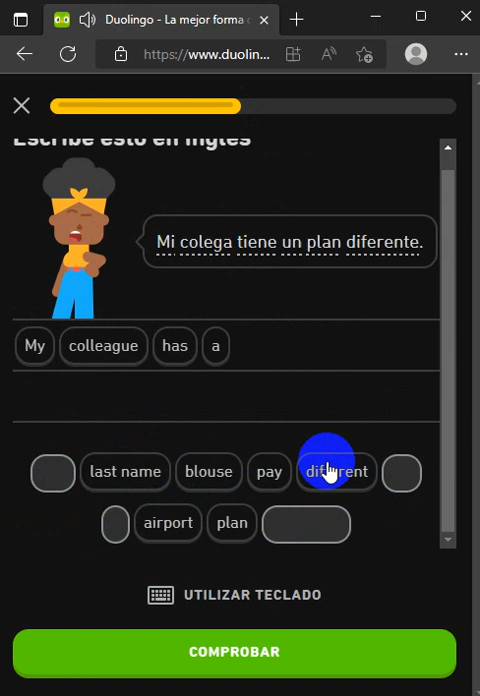 Duolingo - La mejor forma
https://www.duolin...
Escribe esto en inglés
Mi colega tiene un plan diferente.
My colleague has a
last name blouse pay different
airport plan
UTILIZAR TECLADO
COMPROBAR